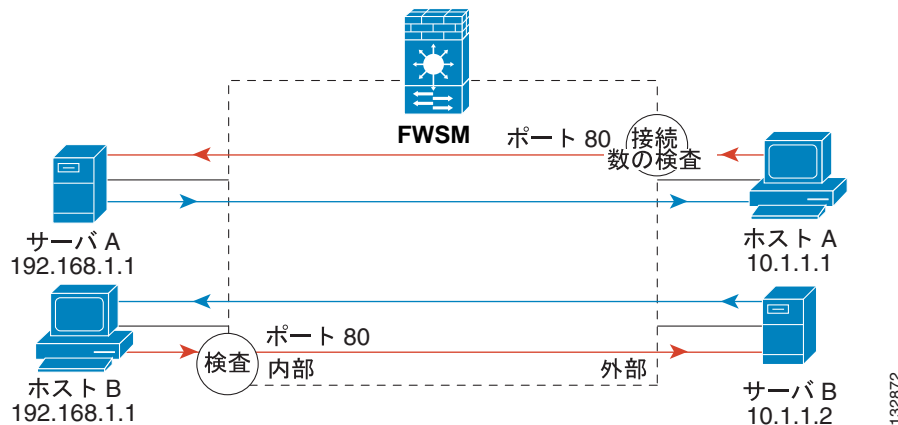 FWSM
ポート 80
接続
数の検査
サーバ A
192.168.1.1
ホスト A
10.1.1.1
ポート 80
検査
内部
外部
ホスト B
192.168.1.1
サーバ B
10.1.1.2
132872